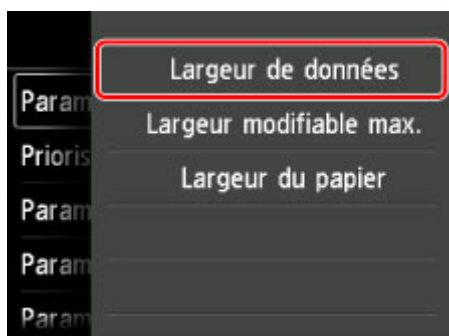 Largeur de données
Largeur modifiable max.
Largeur du papier
Param
Prioris
Param
Param
Param